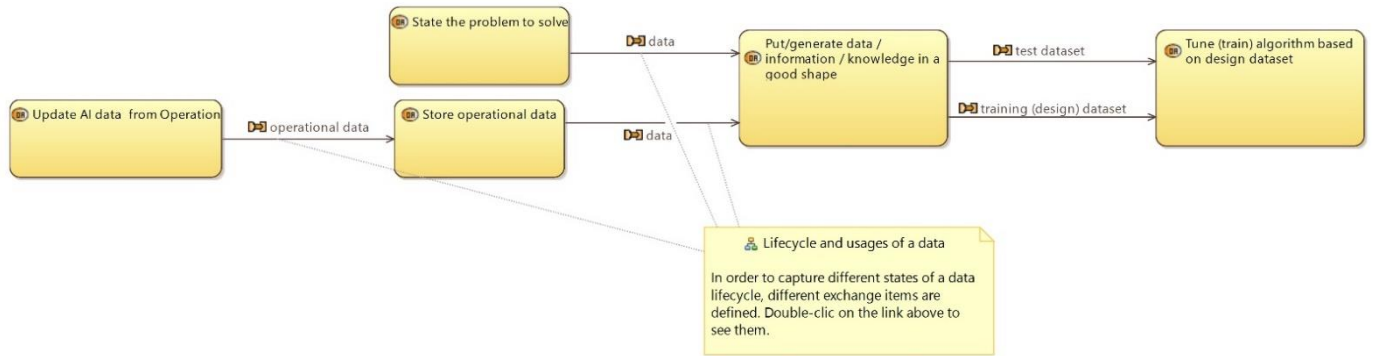 State the problem to solve
data
Put/generate data /
information / knowledge in a
good shape
test dataset
Tune (train) algorithm based
on design dataset
Update AI data  from Operation
operational data
Store operational data
data
training (design) dataset
Lifecycle and usages of a data
In order to capture different states of a data
lifecycle, different exchange items are
defined. Double-clic on the link above to
see them.